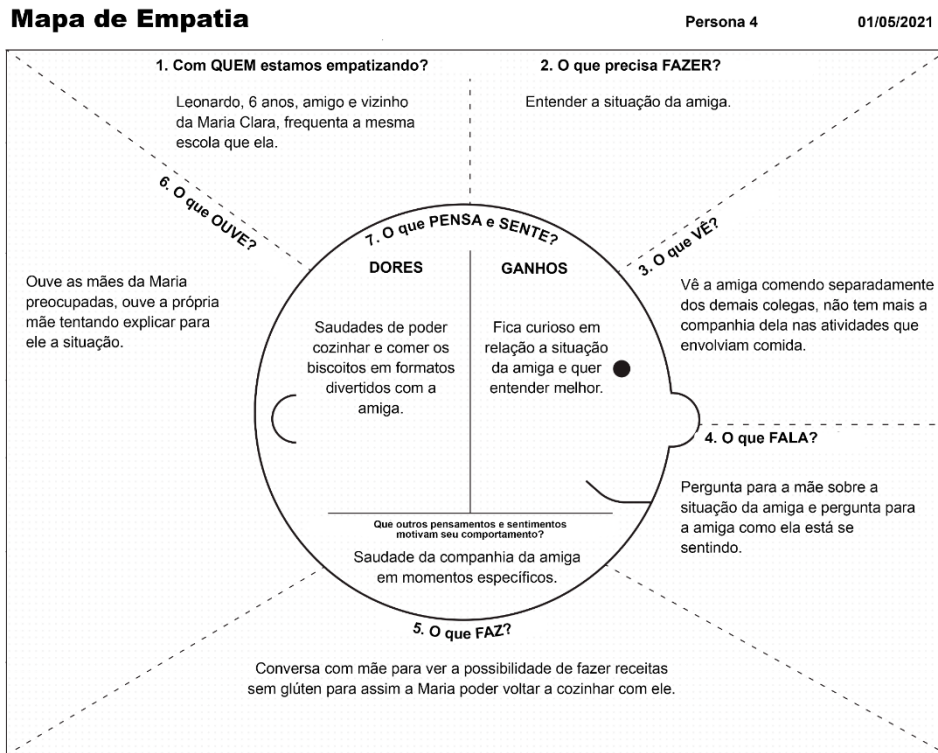 Mapa de Empatia
Persona 4
01/05/2021
1. Com QUEM estamos empatizando?
Leonardo, 6 anos, amigo e vizinho
da Maria Clara, frequenta a mesma
escola que ela.
2. O que precisa FAZER?
Entender a situação da amiga.
3. O que VÊ?
Vê a amiga comendo separadamente
dos demais colegas, não tem mais a
companhia dela nas atividades que
envolviam comida.
4. O que FALA?
Pergunta para a mãe sobre a
situação da amiga e pergunta para
a amiga como ela está se
sentindo.
5. O que FAZ?
Conversa com mãe para ver a possibilidade de fazer receitas
sem glúten para assim a Maria poder voltar a cozinhar com ele.
6. O que OUVE?
Ouve as mães da Maria
preocupadas, ouve a própria
mãe tentando explicar para
ele a situação.
7. O que PENSA e SENTE?
DORES
Saudades de poder
cozinhar e comer os
biscoitos em formatos
divertidos com a
amiga.
GANHOS
Fica curioso em
relação a situação
da amiga e quer
entender melhor.
Que outros pensamentos e sentimentos
motivam seu comportamento?
Saudade da companhia da amiga
em momentos específicos.